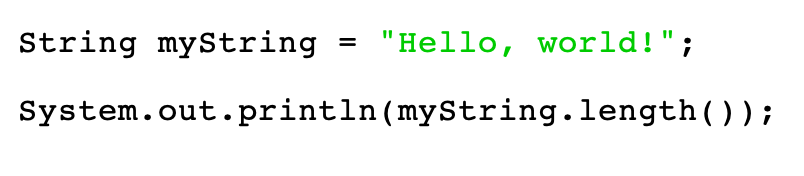 String myString = "Hello, world!";
System.out.println(myString.length());